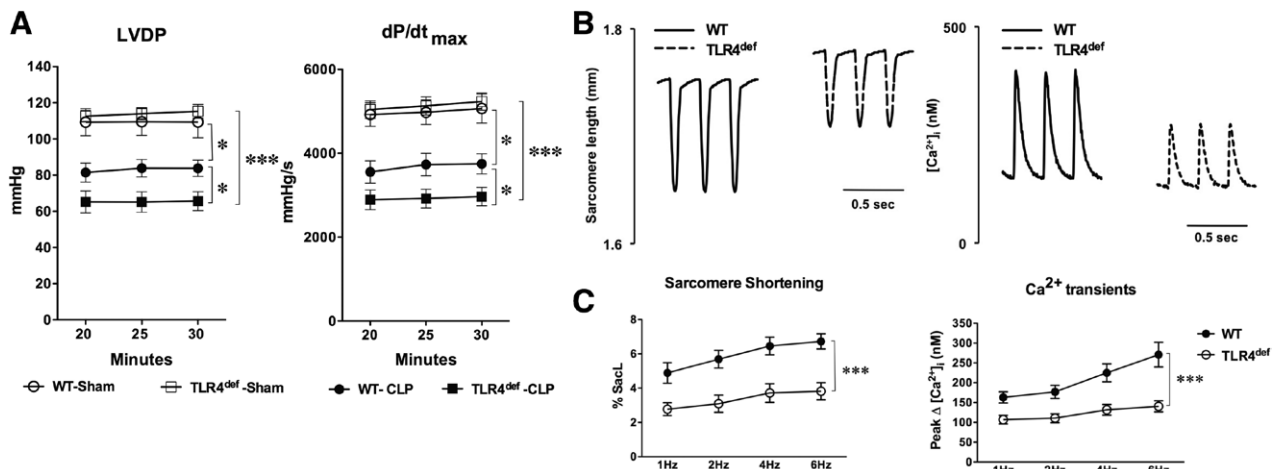 A
LVDP
mmHg
140
120
100
80
60
40
20
0
20 25 30
Minutes
*
*
***
dP/dt max
mmHg/s
6000
4000
2000
0
20 25 30
Minutes
*
*
***
WT-Sham TLR4def -Sham WT- CLP TLR4def -CLP
B
Sarcomere length (mm)
1.8
1.6
WT
TLR4def
0.5 sec
[Ca2+]i (nM)
500
0
WT
TLR4def
0.5 sec
C
Sarcomere Shortening
% SacL
8
6
4
2
0
1Hz 2Hz 4Hz 6Hz
***
Ca2+ transients
Peak Δ [Ca2+]i (nM)
350
300
250
200
150
100
50
0
1Hz 2Hz 4Hz 6Hz
***
WT
TLR4def